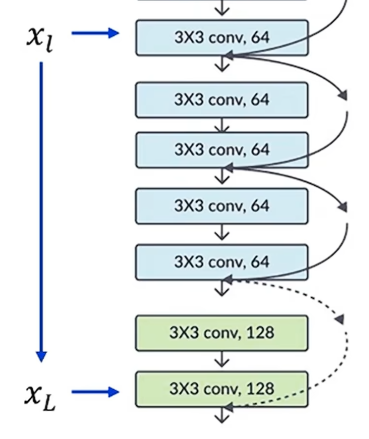 x_l
3X3 conv, 64
3X3 conv, 64
3X3 conv, 64
3X3 conv, 64
3X3 conv, 64
3X3 conv, 128
x_L
3X3 conv, 128